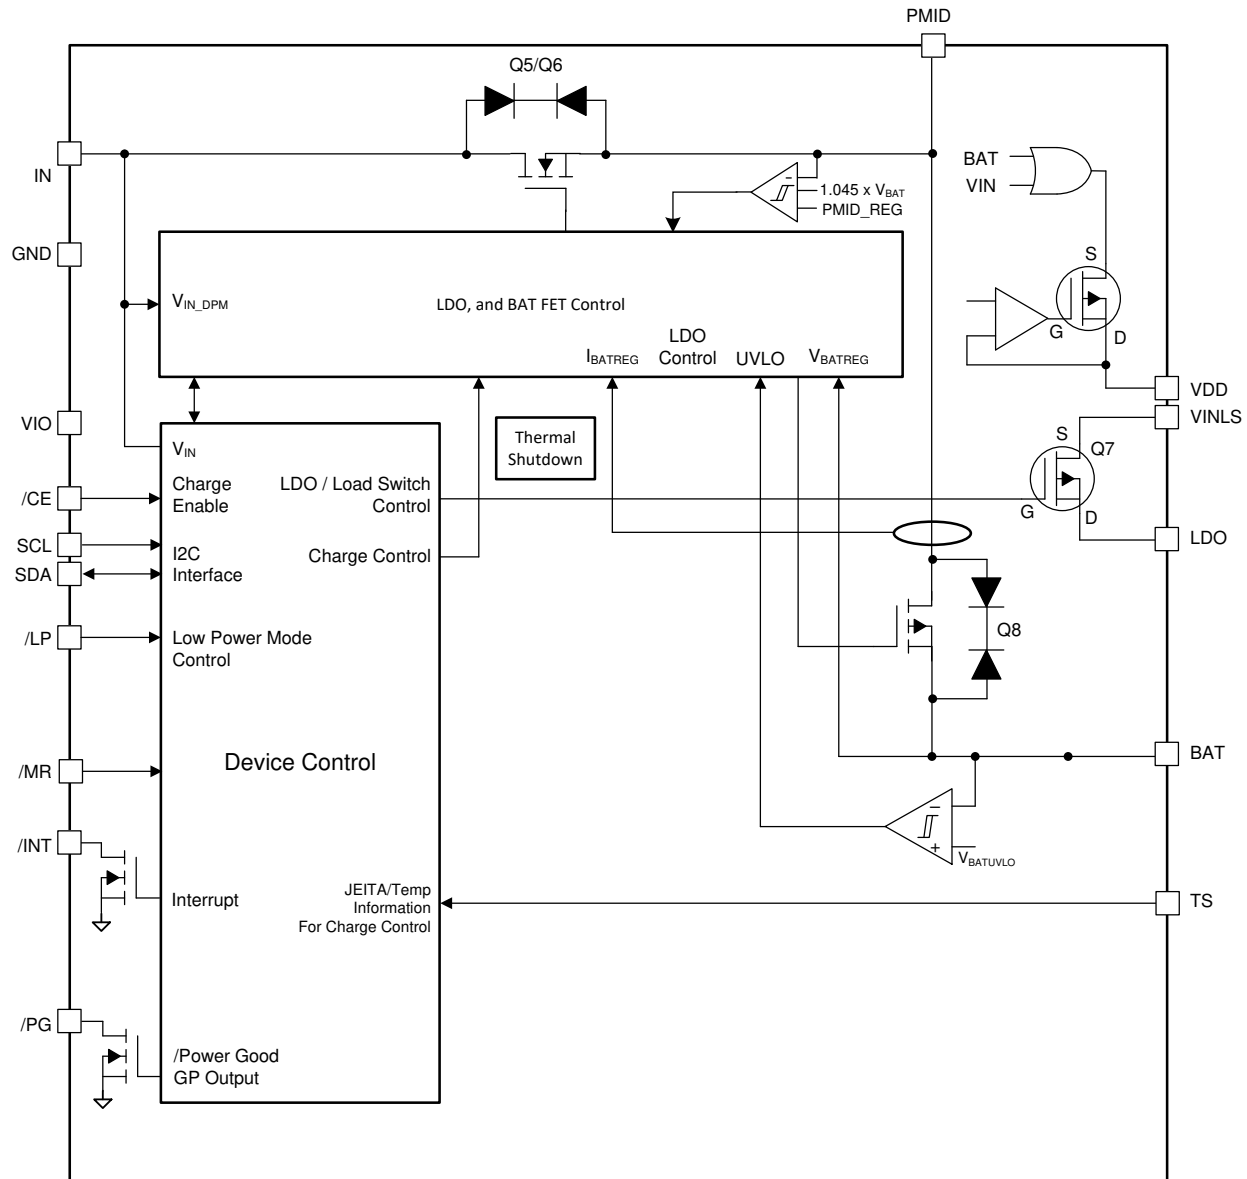 PMID
Q5/Q6
IN
BAT
VIN
1.045 x VBAT
PMID_REG
GND
S
G
D
VIN_DPM
LDO, and BAT FET Control
IBATREG
LDO
Control
UVLO
VBATREG
VDD
VINLS
VIO
VIN
Thermal
Shutdown
S
Q7
G
D
/CE
Charge
Enable
LDO / Load Switch
Control
SCL
SDA
I2C
Interface
Charge Control
LDO
/LP
Low Power Mode
Control
Q8
/MR
Device Control
BAT
/INT
Interrupt
VBATUVLO
JEITA/Temp
Information
For Charge Control
TS
/PG
/Power Good
GP Output